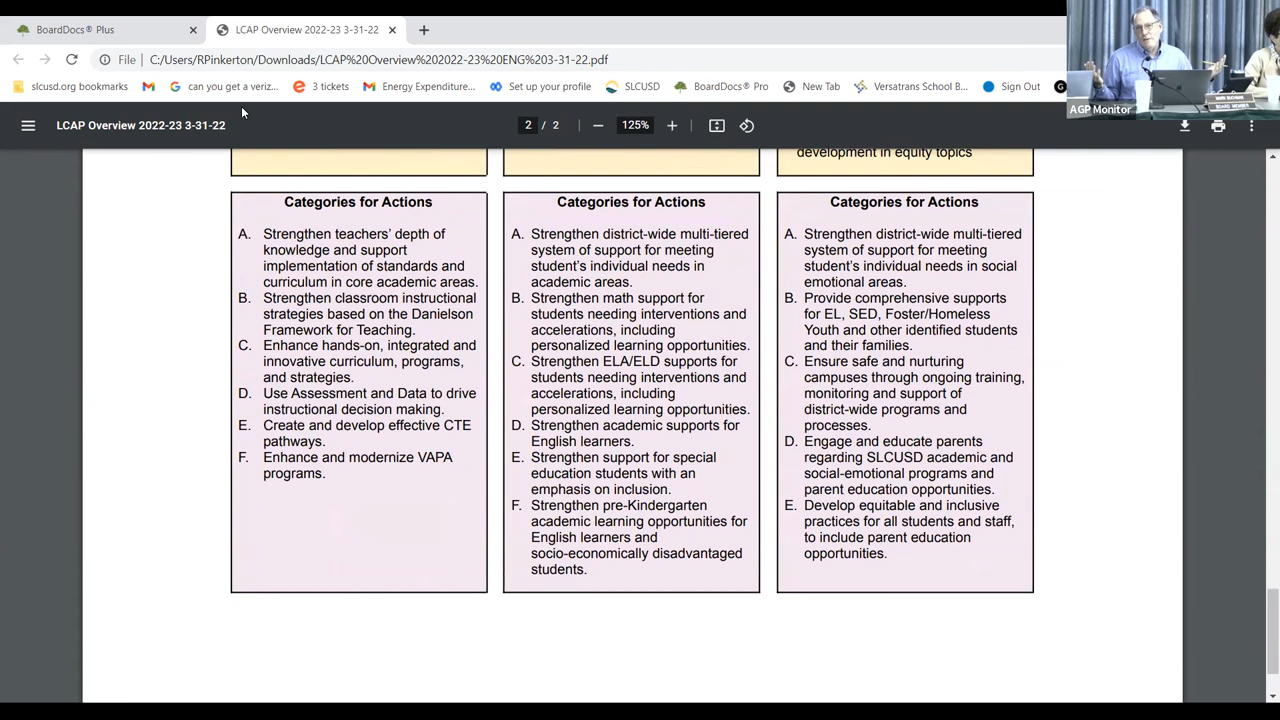 BoardDocs® Plus
LCAP Overview 2022-23 3-31-22
File
C:/Users/RPinkerton/Downloads/LCAP%20Overview%202022-23%20ENG%203-31-22.pdf
slcusd.org bookmarks
can you get a veriz...
3 tickets
Energy Expenditure...
Set up your profile
SLCUSD
BoardDocs® Pro
New Tab
Versatrans School B...
Sign Out
G
AGP Monitor
BOARD MEMBER
LCAP Overview 2022-23 3-31-22
2 / 2
125%
development in equity topics
Categories for Actions
A. Strengthen teachers' depth of
knowledge and support
implementation of standards and
curriculum in core academic areas.
B. Strengthen classroom instructional
strategies based on the Danielson
Framework for Teaching.
C. Enhance hands-on, integrated and
innovative curriculum, programs,
and strategies.
D. Use Assessment and Data to drive
instructional decision making.
E. Create and develop effective CTE
pathways.
F. Enhance and modernize VAPA
programs.
Categories for Actions
A. Strengthen district-wide multi-tiered
system of support for meeting
student's individual needs in
academic areas.
B. Strengthen math support for
students needing interventions and
accelerations, including
personalized learning opportunities.
C. Strengthen ELA/ELD supports for
students needing interventions and
accelerations, including
personalized learning opportunities.
D. Strengthen academic supports for
English learners.
E. Strengthen support for special
education students with an
emphasis on inclusion.
F. Strengthen pre-Kindergarten
academic learning opportunities for
English learners and
socio-economically disadvantaged
students.
Categories for Actions
A. Strengthen district-wide multi-tiered
system of support for meeting
student's individual needs in social
emotional areas.
B. Provide comprehensive supports
for EL, SED, Foster/Homeless
Youth and other identified students
and their families.
C. Ensure safe and nurturing
campuses through ongoing training,
monitoring and support of
district-wide programs and
processes.
D. Engage and educate parents
regarding SLCUSD academic and
social-emotional programs and
parent education opportunities.
E. Develop equitable and inclusive
practices for all students and staff,
to include parent education
opportunities.